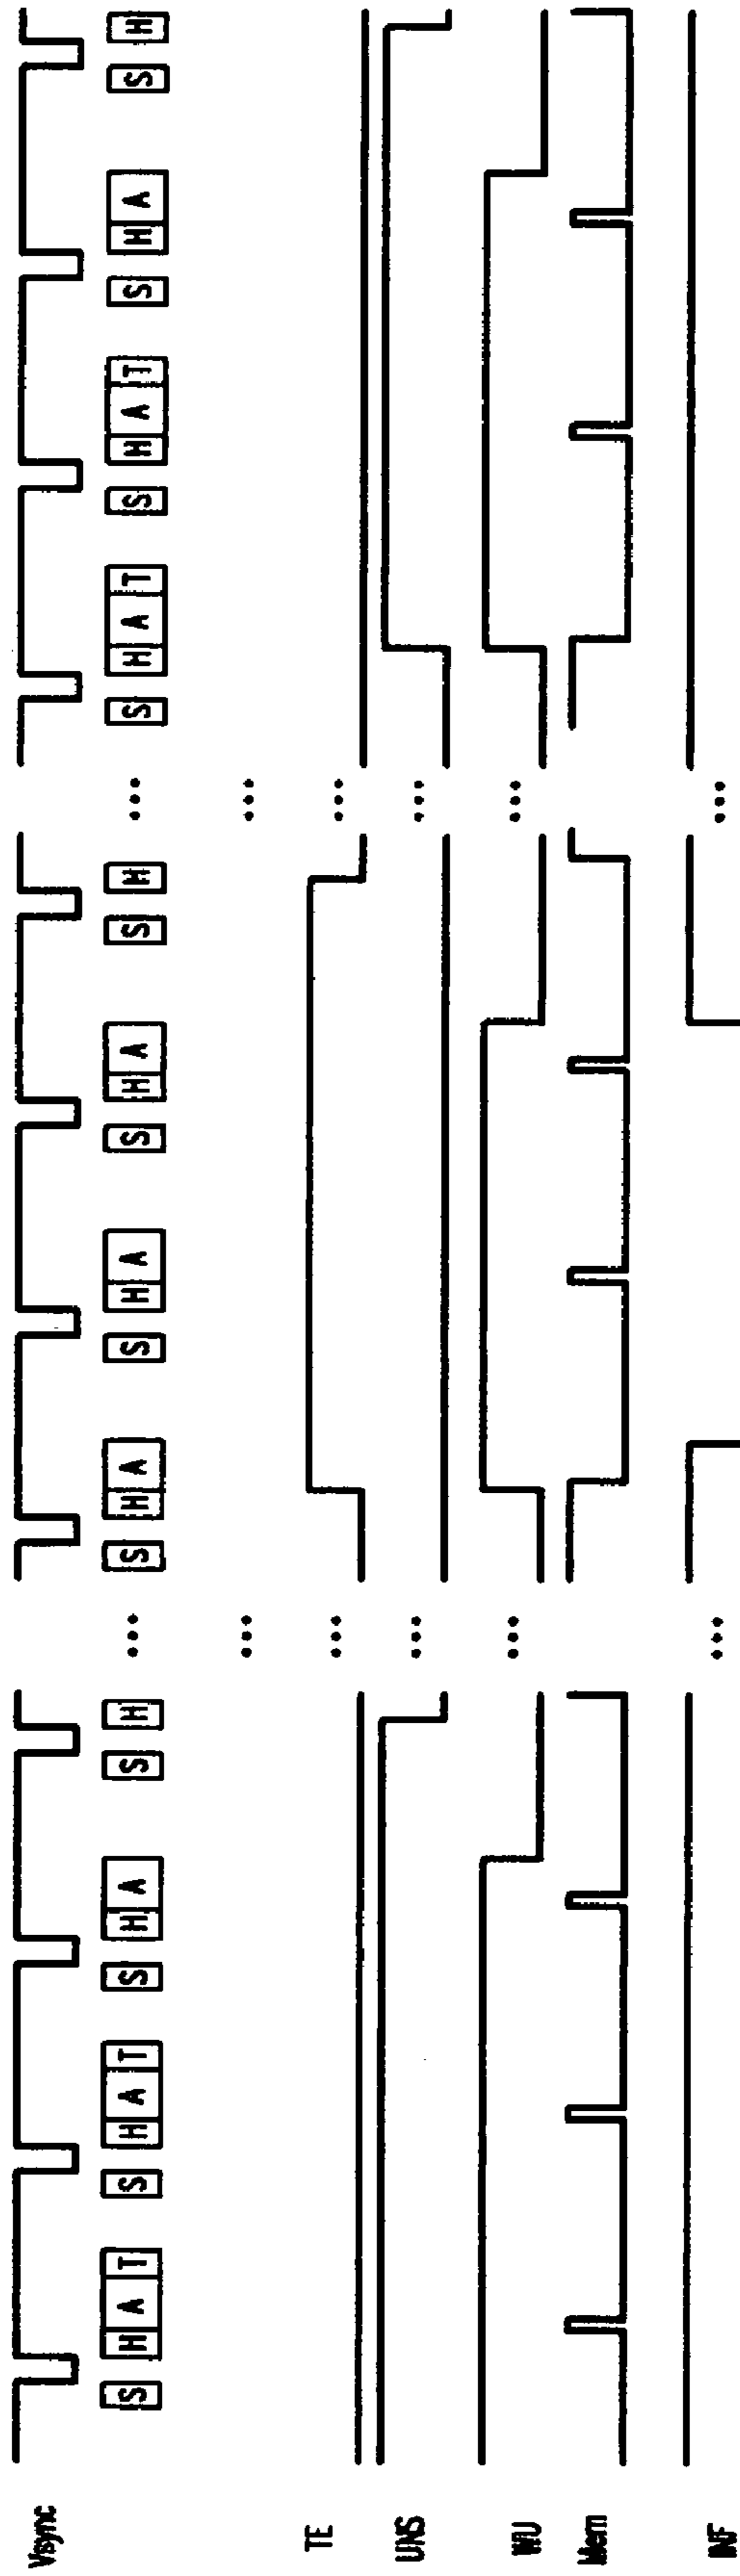 Vsync
S H A T S H A T S H A S H ... S H A S H A S H A S H ... S H A T S H A T S H A S H
... ...
TE ... ...
UNS ... ...
WU ... ...
Mem
INF ... ...